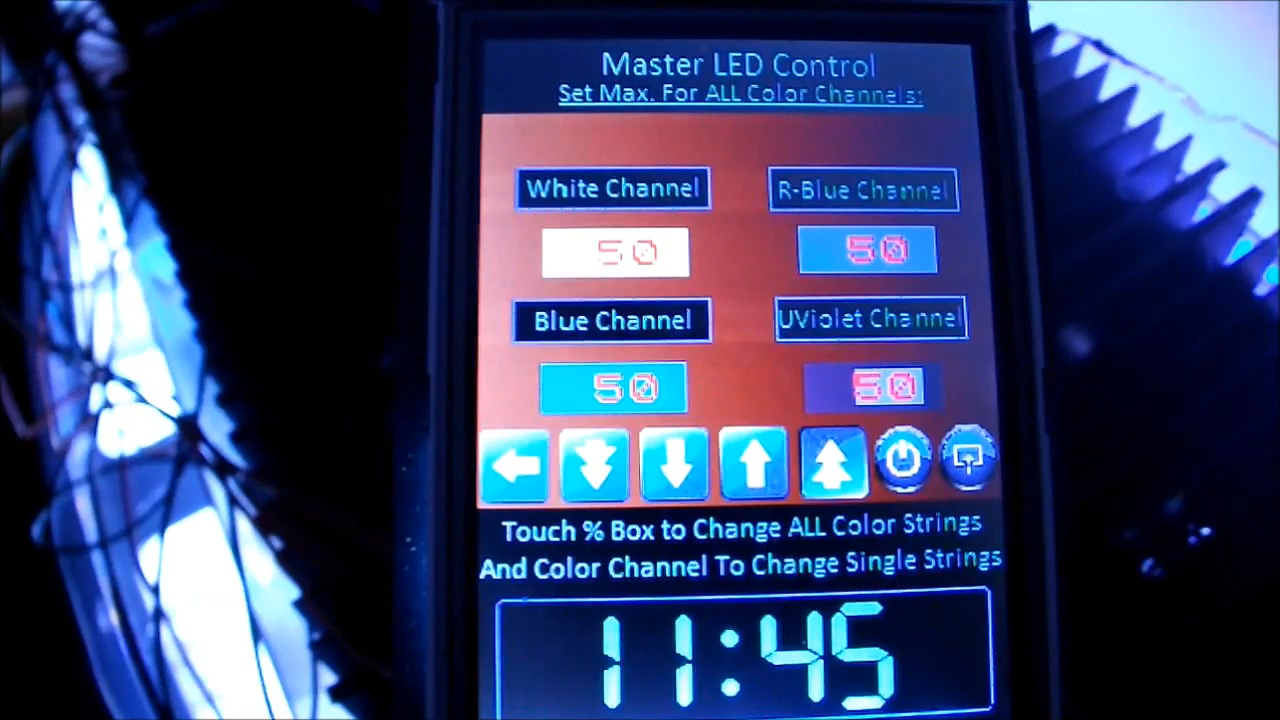 Master LED Control
Set Max. For ALL Color Channels:
White Channel
R-Blue Channel
50
50
Blue Channel
UViolet Channel
50
50
Touch % Box to Change ALL Color Strings
And Color Channel To Change Single Strings
11:45